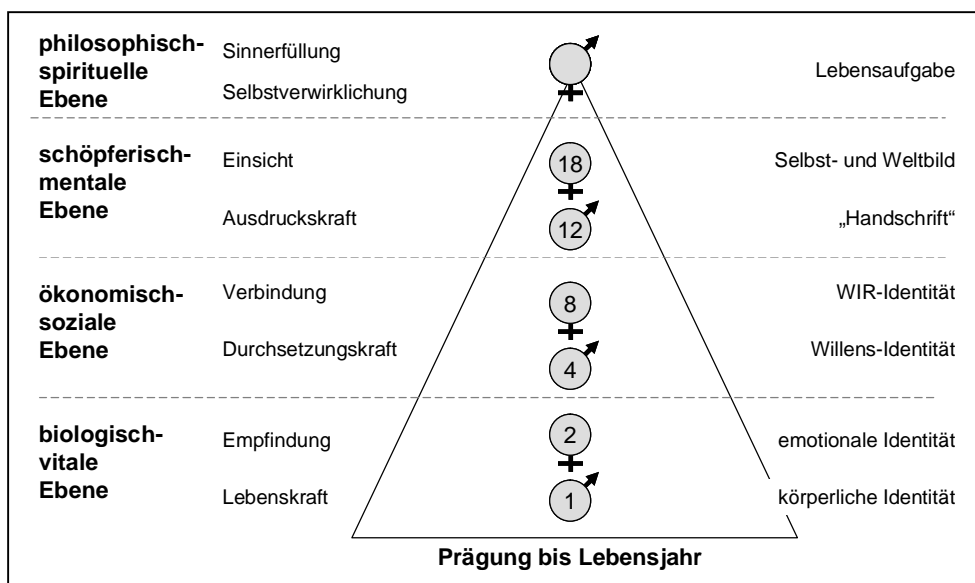 philosophisch-
spirituelle
Ebene
Sinnerfüllung
Selbstverwirklichung
Lebensaufgabe
schöpferisch-
mentale
Ebene
Einsicht
18
Selbst- und Weltbild
Ausdruckskraft
12
„Handschrift“
ökonomisch-
soziale
Ebene
Verbindung
8
WIR-Identität
Durchsetzungskraft
4
Willens-Identität
biologisch-
vitale
Ebene
Empfindung
2
emotionale Identität
Lebenskraft
1
körperliche Identität
Prägung bis Lebensjahr